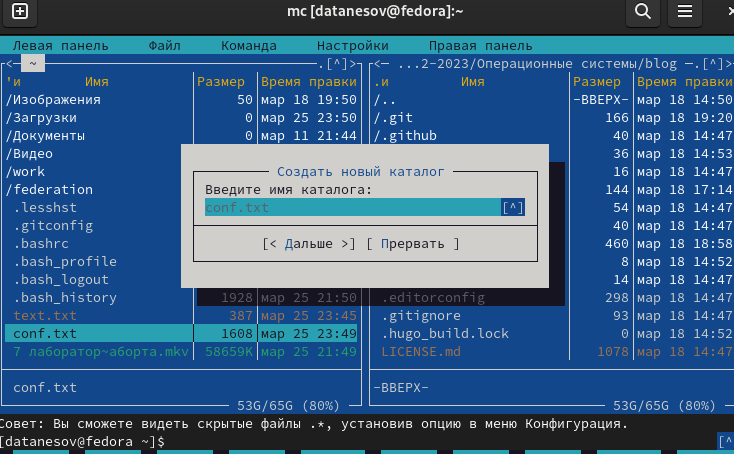 mc [datanesov@fedora]:~
Левая панель Файл Команда Настройки Правая панель
<— ~ .[^]> <— ...2-2023/Операционные системы/blog —.[^]>
'и Имя Размер Время правки .и Имя Размер Время правки
/Изображения 50 мар 18 19:50 /.. -ВВЕРХ- мар 18 14:50
/Загрузки 0 мар 25 23:50 /.git 166 мар 18 19:20
/Документы 0 мар 11 21:44 /.github 40 мар 18 14:47
/Видео 36 мар 18 14:53
/work 16 мар 18 14:47
/federation 144 мар 18 17:14
.lesshst 54 мар 18 14:47
.gitconfig 40 мар 18 14:47
.bashrc 460 мар 18 18:58
.bash_profile 8 мар 18 14:52
.bash_logout 14 мар 18 14:47
.bash_history 1928 мар 25 21:50 .editorconfig 298 мар 18 14:47
text.txt 387 мар 25 23:45 .gitignore 93 мар 18 14:47
conf.txt 1608 мар 25 23:49 .hugo_build.lock 0 мар 18 14:52
7 лаборатор~аборта.mkv 58659K мар 25 21:49 LICENSE.md 1078 мар 18 14:47
Создать новый каталог
Введите имя каталога:
conf.txt [^]
[< Дальше >] [ Прервать ]
conf.txt -ВВЕРХ-
53G/65G (80%) 53G/65G (80%)
Совет: Вы сможете видеть скрытые файлы .*, установив опцию в меню Конфигурация.
[datanesov@fedora ~]$ [^